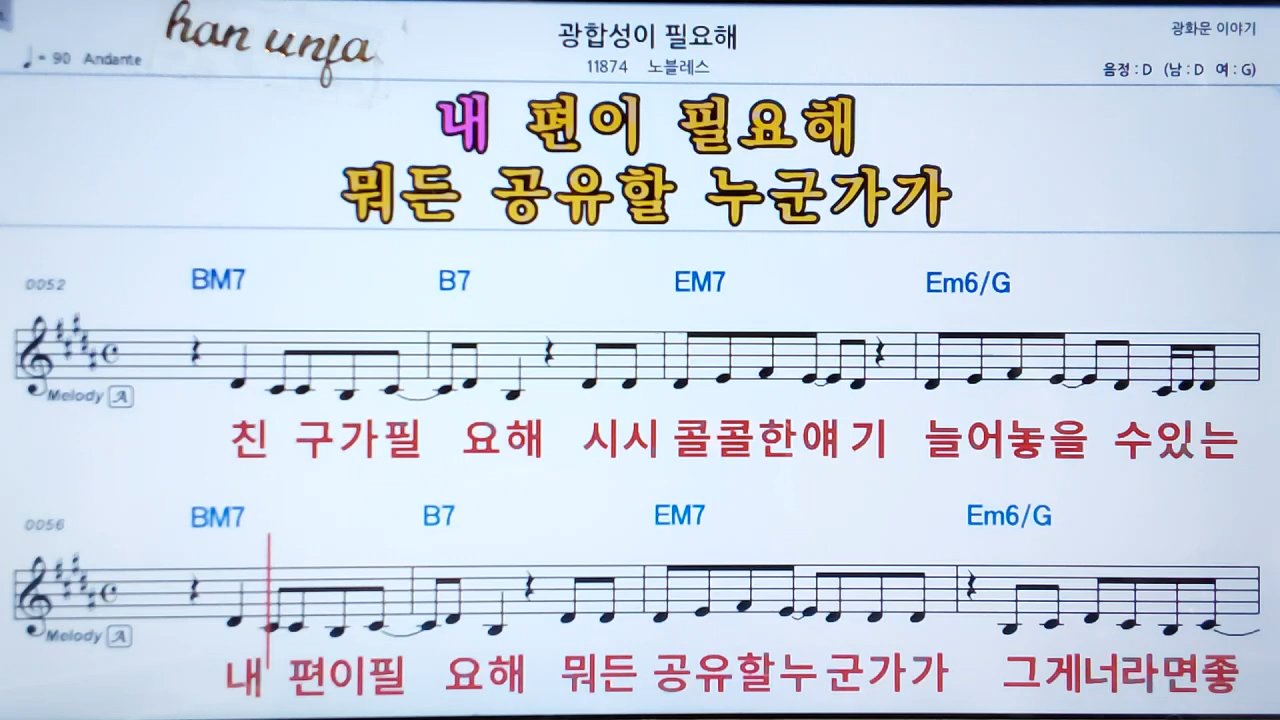 han unfa
광합성이 필요해
광화문 이야기
♩= 90 Andante
11874 노블레스
음정 : D (남 : D 여 : G)
내 편이 필요해
뭐든 공유할 누군가가
0052 BM7 B7 EM7 Em6/G
Melody A
친 구가필 요해 시시 콜콜한얘 기 늘어놓을 수있는
0056 BM7 B7 EM7 Em6/G
Melody A
내 편이필 요해 뭐든 공유할누 군가가 그게너라면좋